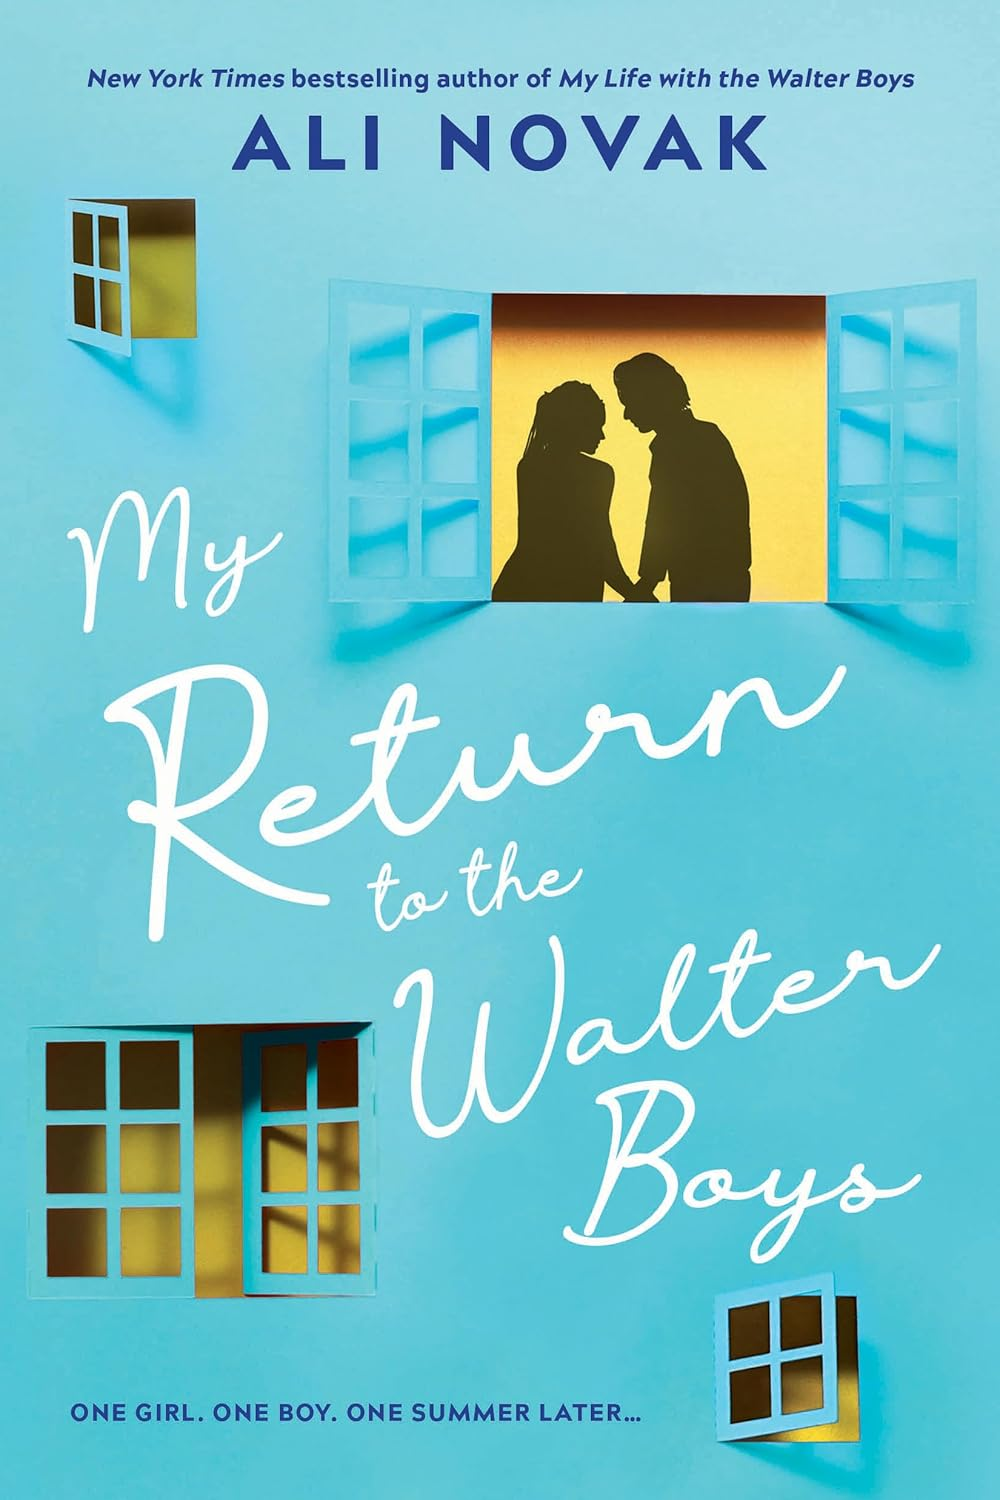 New York Times bestselling author of My Life with the Walter Boys
ALI NOVAK
My
Return
to the
Walter
Boys
ONE GIRL. ONE BOY. ONE SUMMER LATER...